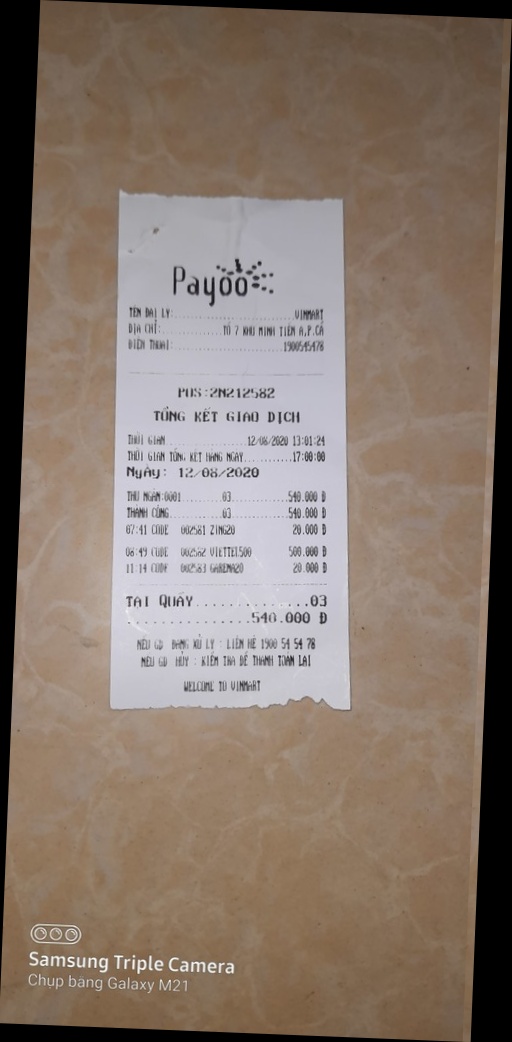 Payoo
TÊN ĐẠI LÝ:..............................VINMART
ĐỊA CHỈ:...............TỔ 7 KHU MINH TIẾN A,P.CẨ
ĐIỆN THOẠI:...........................1900545478
POS:2N212582
TỔNG KẾT GIAO DỊCH
THỜI GIAN....................12/08/2020 13:01:24
THỜI GIAN TỔNG KẾT HÀNG NGÀY............17:00:00
Ngày: 12/08/2020
THU NGÂN:0001..........03..............540.000 Đ
THÀNH CÔNG.............03..............540.000 Đ
07:41 CODE 002581 ZING20 20.000 Đ
08:49 CODE 002582 VIETTEL500 500.000 Đ
11:14 CODE 002583 GARENA20 20.000 Đ
TẠI QUẦY..............03
...............540.000 Đ
NẾU GD ĐANG XỬ LÝ : LIÊN HỆ 1900 54 54 78
NẾU GD HỦY : KIỂM TRA ĐỂ THANH TOÁN LẠI
WELCOME TO VINMART
Samsung Triple Camera
Chụp bằng Galaxy M21